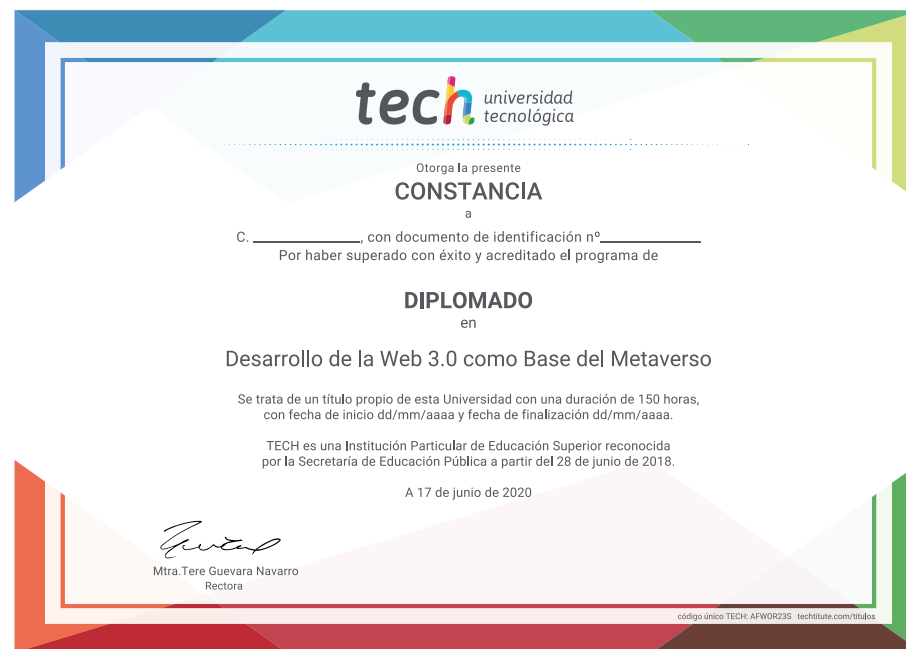 tech universidad
tecnológica
Otorga la presente
CONSTANCIA
a
C. ____________, con documento de identificación nº____________
Por haber superado con éxito y acreditado el programa de
DIPLOMADO
en
Desarrollo de la Web 3.0 como Base del Metaverso
Se trata de un título propio de esta Universidad con una duración de 150 horas,
con fecha de inicio dd/mm/aaaa y fecha de finalización dd/mm/aaaa.
TECH es una Institución Particular de Educación Superior reconocida
por la Secretaría de Educación Pública a partir del 28 de junio de 2018.
A 17 de junio de 2020
Mtra.Tere Guevara Navarro
Rectora
código único TECH: AFWOR23S techtitute.com/titulos